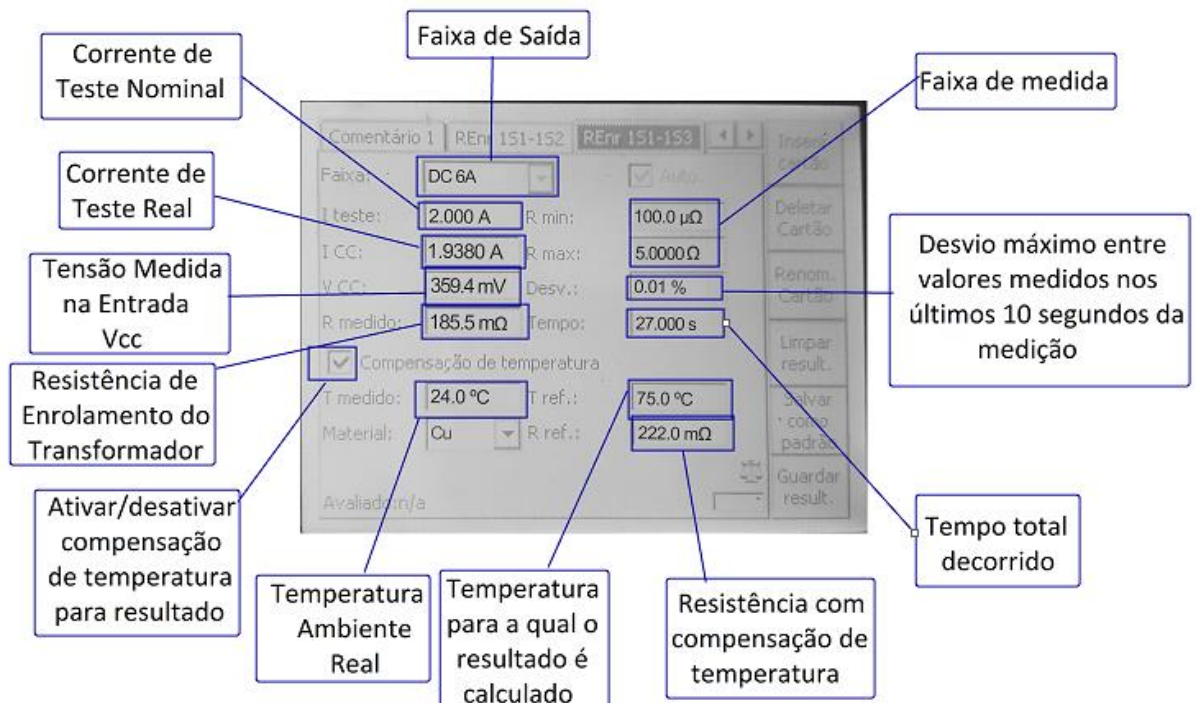 Corrente de
Teste Nominal
Faixa de Saída
Faixa de medida
Corrente de
Teste Real
Tensão Medida
na Entrada
Vcc
Resistência de
Enrolamento do
Transformador
Ativar/desativar
compensação
de temperatura
para resultado
Comentário 1 REnr 1S1-1S2 REnr 1S1-1S3
Faixa: DC 6A Auto.
I teste: 2.000 A R min: 100.0 µΩ
I CC: 1.9380 A R max: 5.0000 Ω
V CC: 359.4 mV Desv.: 0.01 %
R medido: 185.5 mΩ Tempo: 27.000 s
Compensação de temperatura
T medido: 24.0 ºC T ref.: 75.0 ºC
Material: Cu R ref.: 222.0 mΩ
Avaliado:n/a
Inserir
cartão
Deletar
Cartão
Renom.
Cartão
Limpar
result.
Salvar
como
padrão
Guardar
result.
Desvio máximo entre
valores medidos nos
últimos 10 segundos da
medição
Tempo total
decorrido
Temperatura
Ambiente
Real
Temperatura
para a qual o
resultado é
calculado
Resistência com
compensação de
temperatura